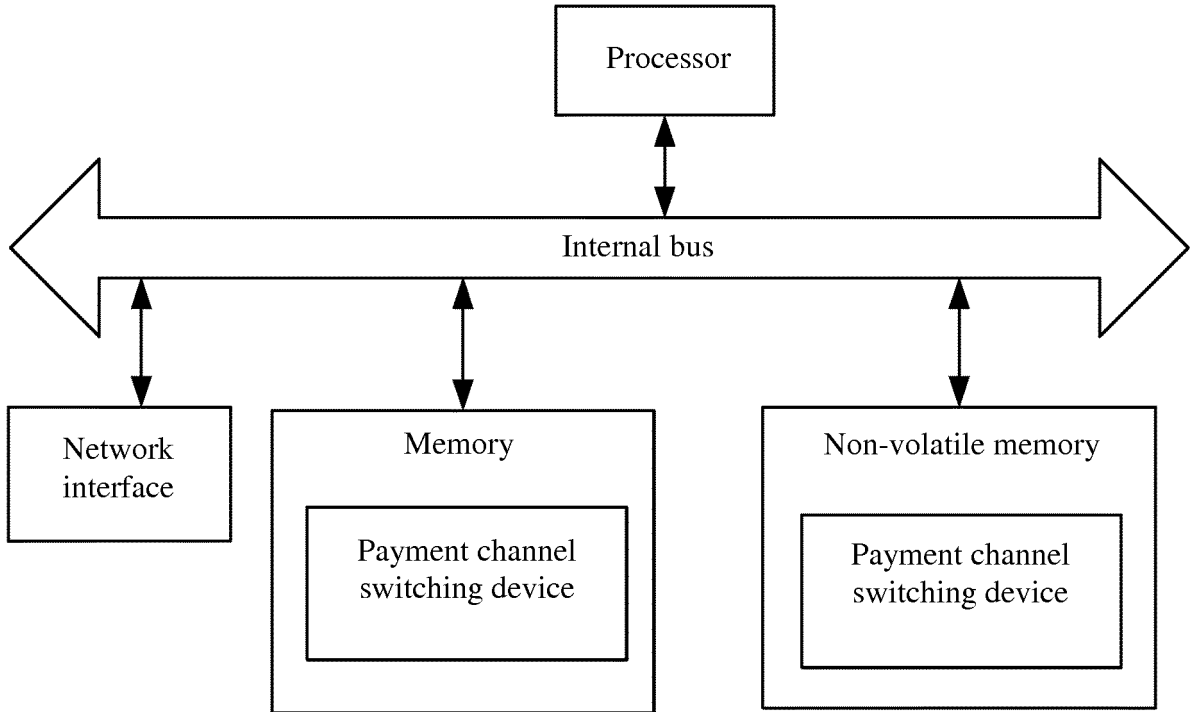 Processor
Internal bus
Network
interface
Memory
Payment channel
switching device
Non-volatile memory
Payment channel
switching device